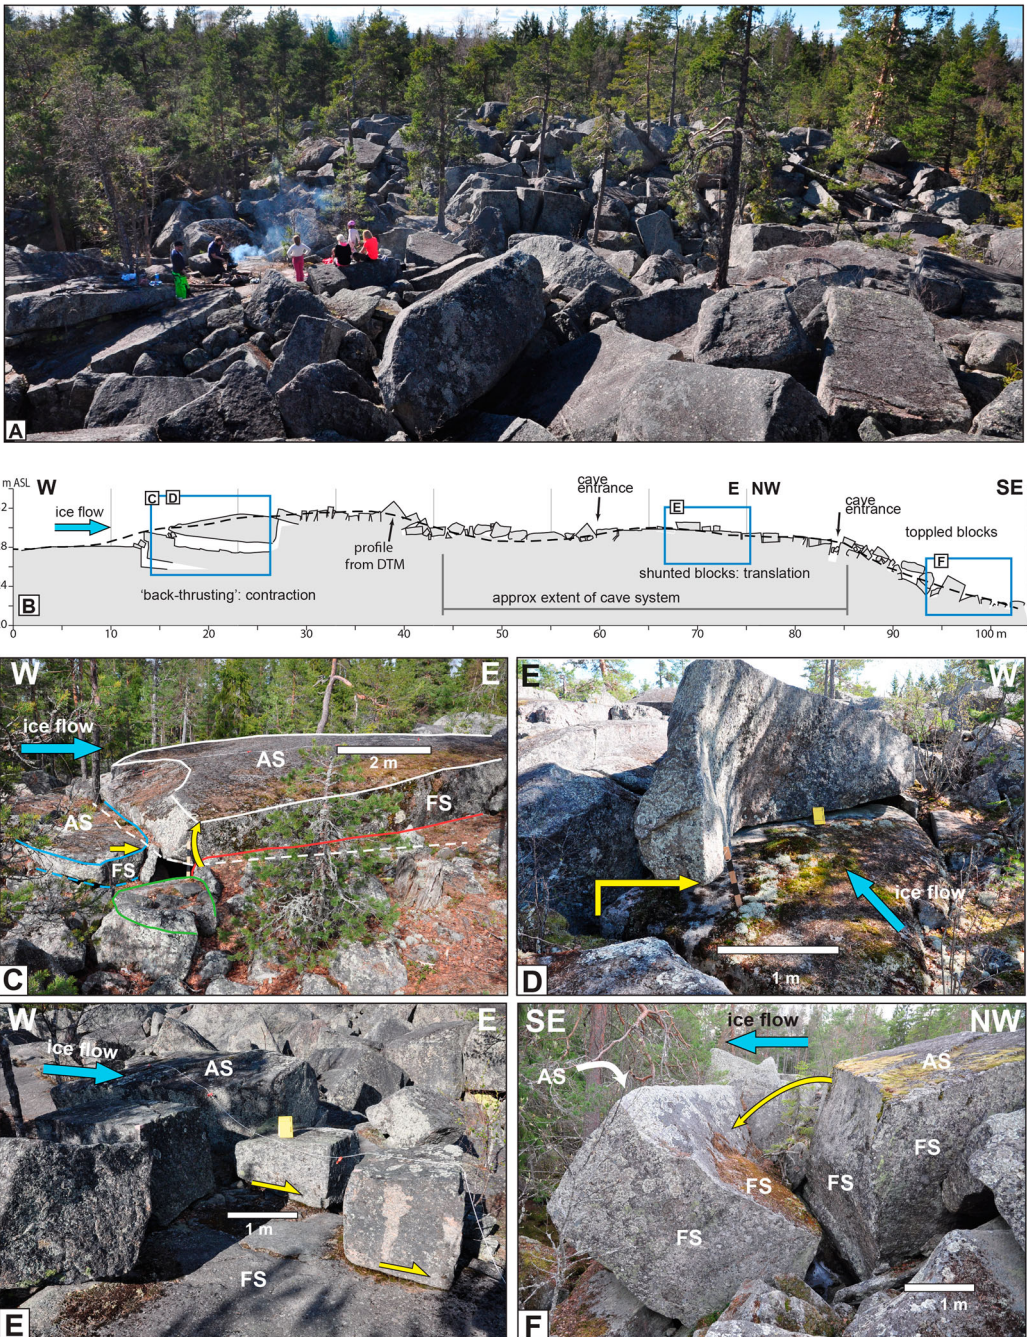 A
m ASL
W
E
NW
SE
cave
entrance
cave
entrance
toppled blocks
ice flow
C
D
E
F
profile
from DTM
shunted blocks: translation
'back-thrusting': contraction
approx extent of cave system
2
.8
.4
.2
0
B
0
10
20
30
40
50
60
70
80
90
100 m
W
E
ice flow
AS
2 m
AS
FS
FS
C
E
W
ice flow
1 m
D
W
E
ice flow
AS
1 m
FS
E
SE
ice flow
NW
AS
AS
FS
FS
FS
FS
1 m
F